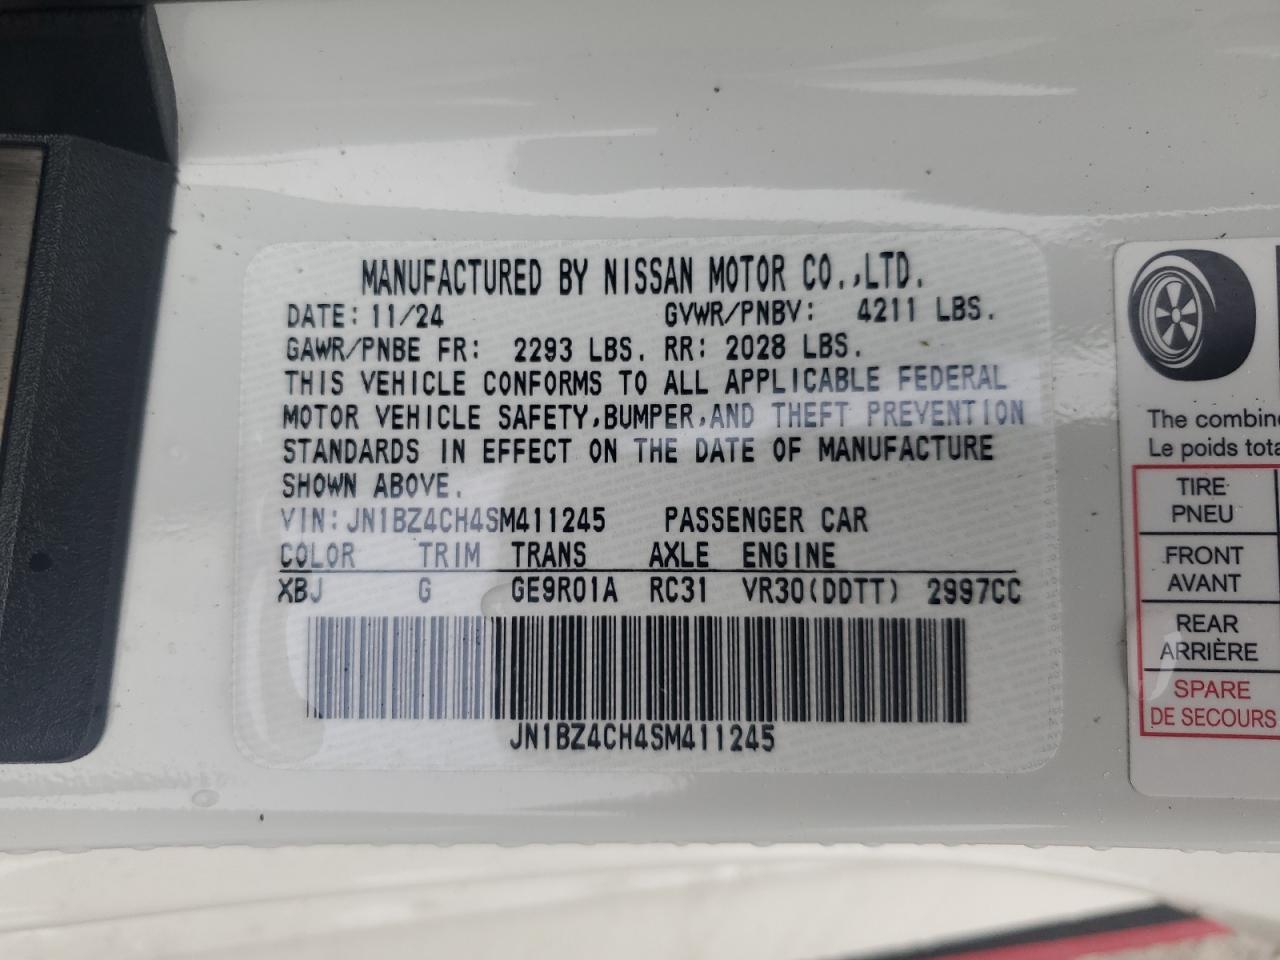 MANUFACTURED BY NISSAN MOTOR CO.,LTD.
DATE: 11/24 GVWR/PNBV: 4211 LBS.
GAWR/PNBE FR: 2293 LBS. RR: 2028 LBS.
THIS VEHICLE CONFORMS TO ALL APPLICABLE FEDERAL
MOTOR VEHICLE SAFETY,BUMPER,AND THEFT PREVENTION
STANDARDS IN EFFECT ON THE DATE OF MANUFACTURE
SHOWN ABOVE.
VIN: JN1BZ4CH4SM411245 PASSENGER CAR
COLOR TRIM TRANS AXLE ENGINE
XBJ G GE9R01A RC31 VR30(DDTT) 2997CC
JN1BZ4CH4SM411245
The combin
Le poids tota
TIRE
PNEU
FRONT
AVANT
REAR
ARRIÈRE
SPARE
DE SECOURS